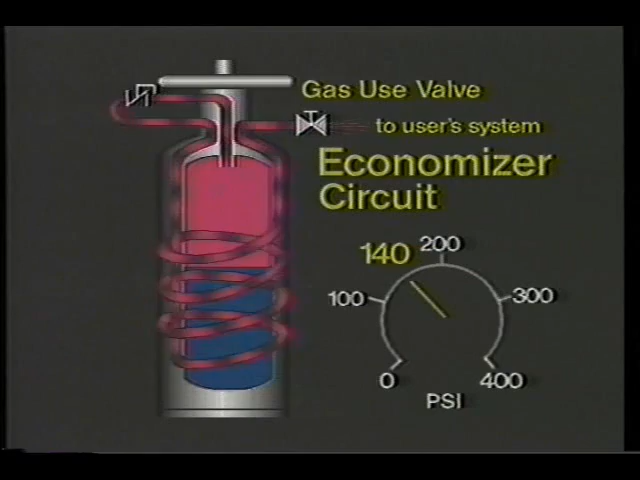 Gas Use Valve
to user's system
Economizer
Circuit
140
200
100
300
0
400
PSI